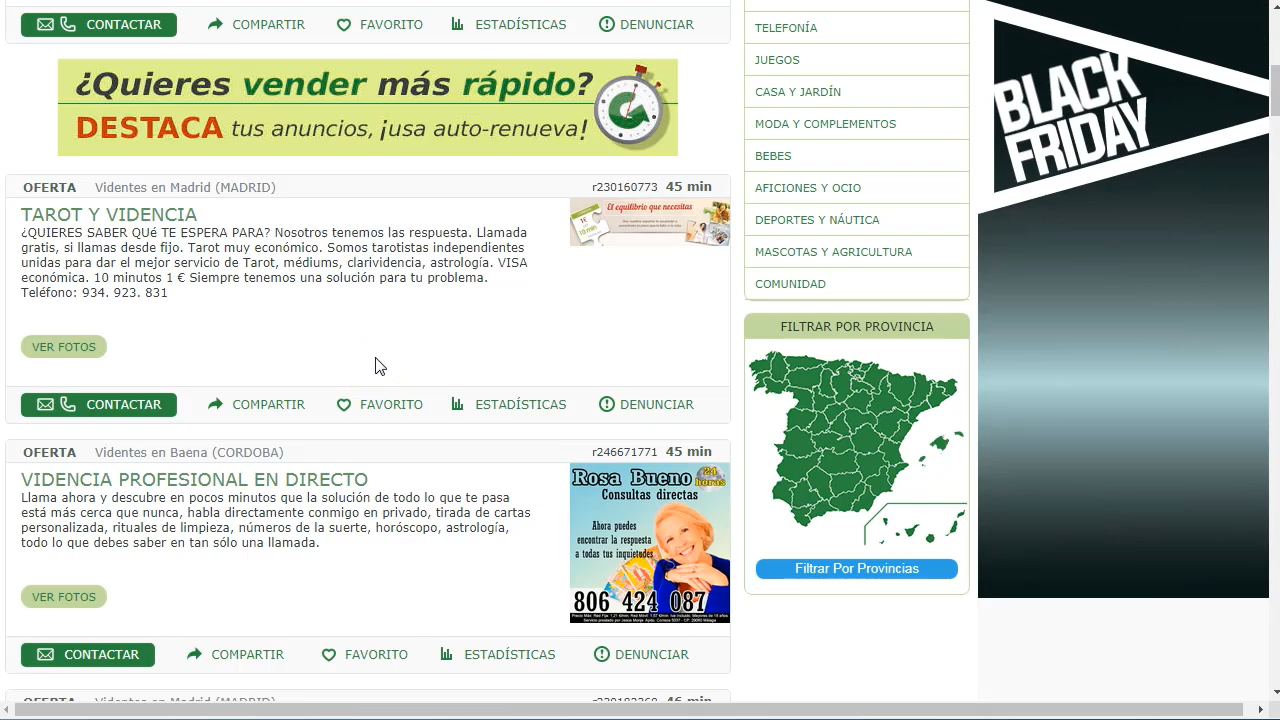 CONTACTAR COMPARTIR FAVORITO ESTADÍSTICAS DENUNCIAR
¿Quieres vender más rápido?
DESTACA tus anuncios, ¡usa auto-renueva!
OFERTA Videntes en Madrid (MADRID) r230160773 45 min
TAROT Y VIDENCIA
¿QUIERES SABER QUé TE ESPERA PARA? Nosotros tenemos las respuesta. Llamada
gratis, si llamas desde fijo. Tarot muy económico. Somos tarotistas independientes
unidas para dar el mejor servicio de Tarot, médiums, clarividencia, astrología. VISA
económica. 10 minutos 1 € Siempre tenemos una solución para tu problema.
Teléfono: 934. 923. 831
El equilibrio que necesitas
VER FOTOS
CONTACTAR COMPARTIR FAVORITO ESTADÍSTICAS DENUNCIAR
OFERTA Videntes en Baena (CORDOBA) r246671771 45 min
VIDENCIA PROFESIONAL EN DIRECTO
Llama ahora y descubre en pocos minutos que la solución de todo lo que te pasa
está más cerca que nunca, habla directamente conmigo en privado, tirada de cartas
personalizada, rituales de limpieza, números de la suerte, horóscopo, astrología,
todo lo que debes saber en tan sólo una llamada.
Rosa Bueno 24 horas
Consultas directas
Ahora puedes
encontrar la respuesta
a todas tus inquietudes
806 424 087
VER FOTOS
CONTACTAR COMPARTIR FAVORITO ESTADÍSTICAS DENUNCIAR
OFERTA Videntes en Madrid (MADRID) 46 min
TELEFONÍA
JUEGOS
CASA Y JARDÍN
MODA Y COMPLEMENTOS
BEBES
AFICIONES Y OCIO
DEPORTES Y NÁUTICA
MASCOTAS Y AGRICULTURA
COMUNIDAD
FILTRAR POR PROVINCIA
Filtrar Por Provincias
BLACK
FRIDAY